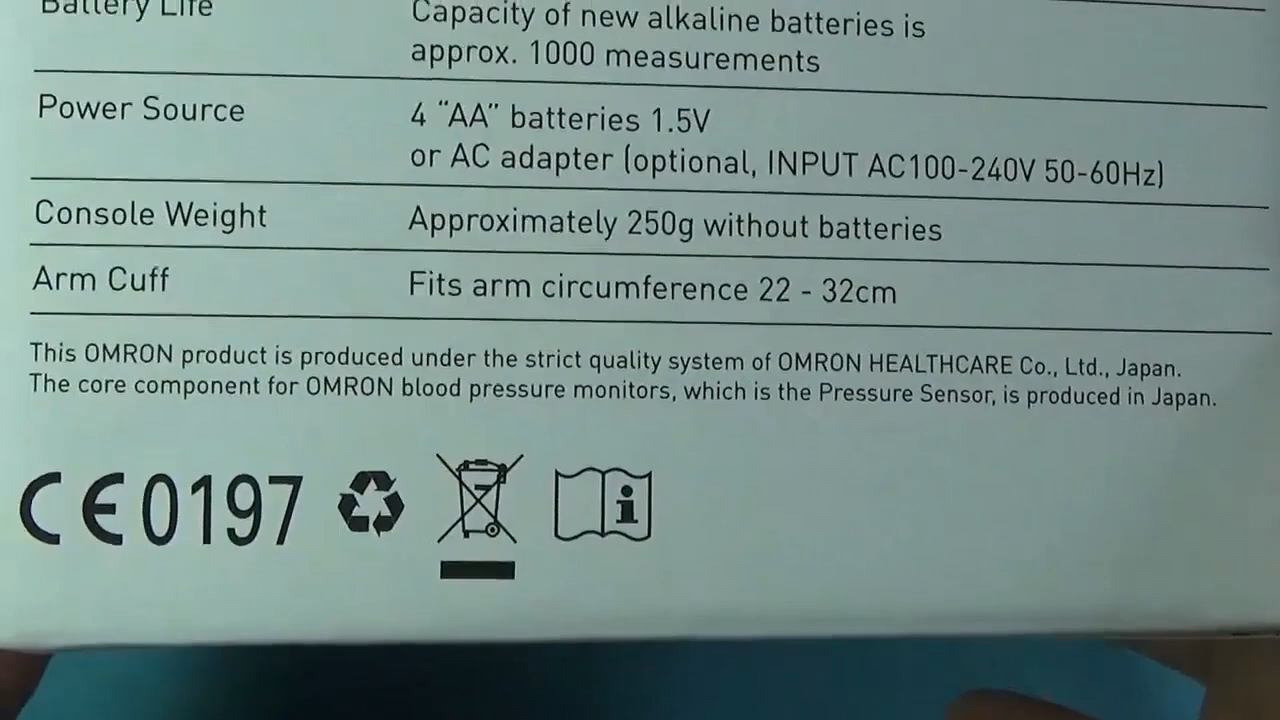 Battery Life
Capacity of new alkaline batteries is
approx. 1000 measurements
Power Source
4 “AA” batteries 1.5V
or AC adapter (optional, INPUT AC100-240V 50-60Hz)
Console Weight
Approximately 250g without batteries
Arm Cuff
Fits arm circumference 22 - 32cm
This OMRON product is produced under the strict quality system of OMRON HEALTHCARE Co., Ltd., Japan.
The core component for OMRON blood pressure monitors, which is the Pressure Sensor, is produced in Japan.
CE0197
i